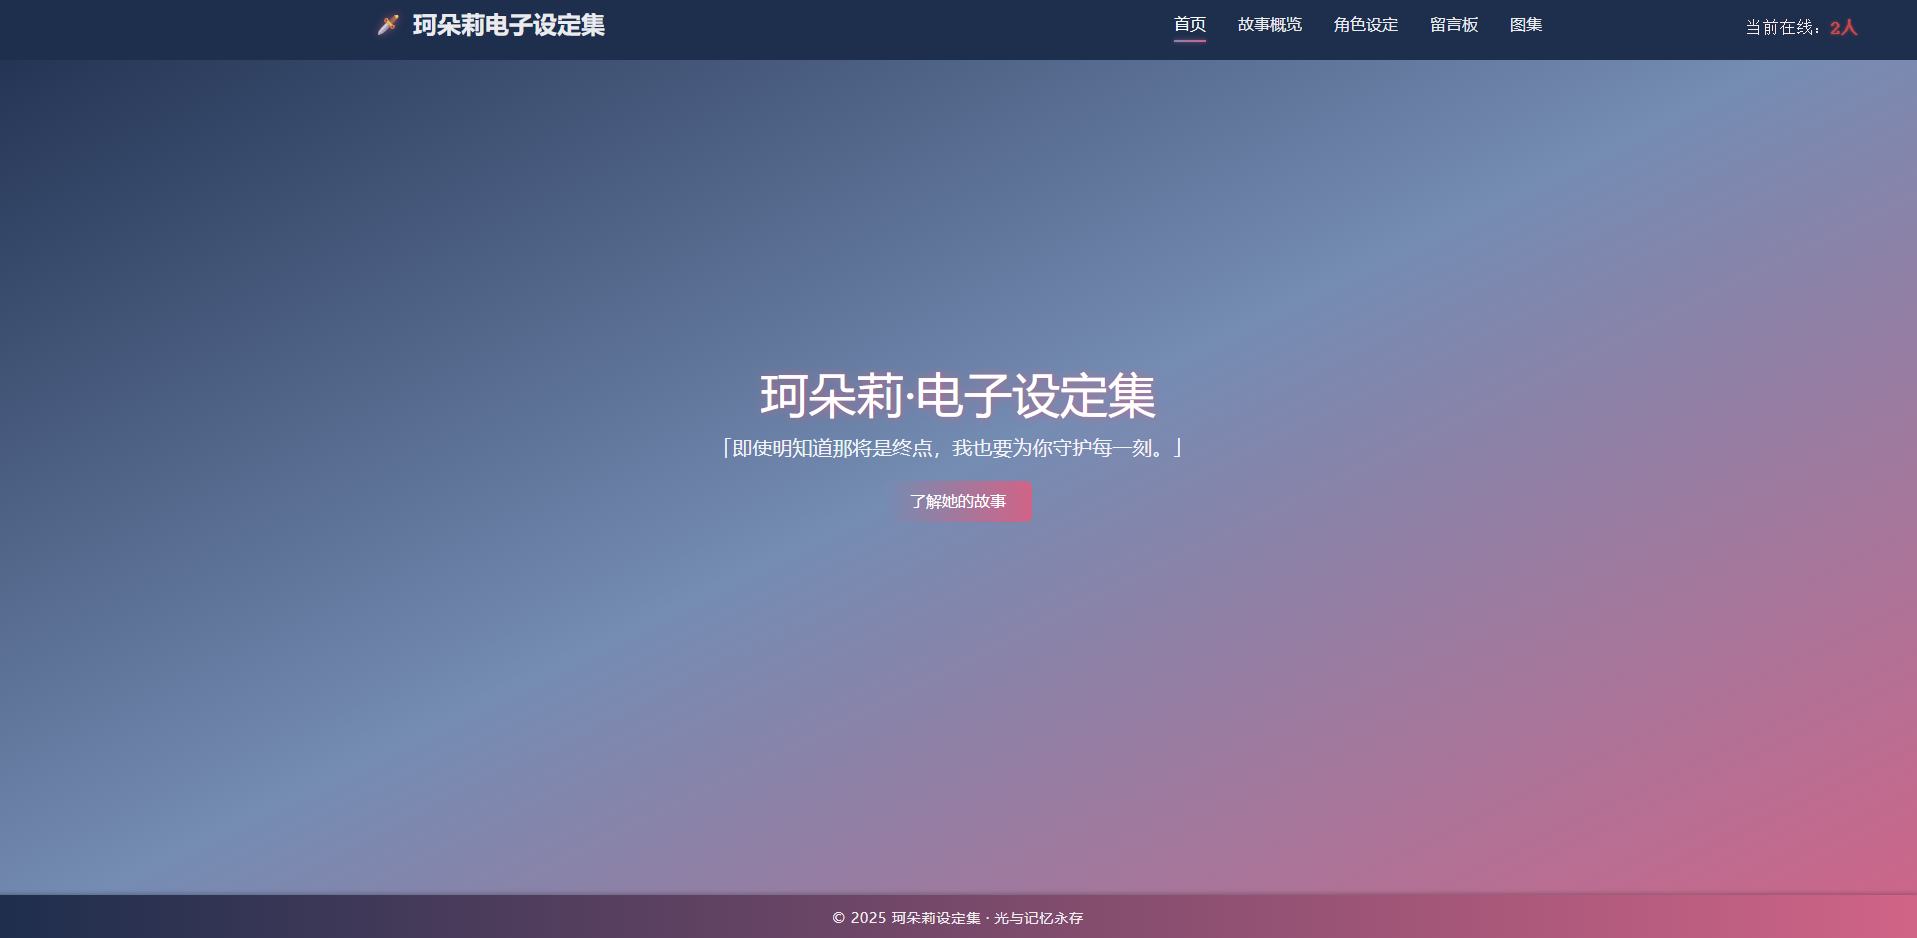 珂朵莉电子设定集
首页 故事概览 角色设定 留言板 图集
当前在线：2人
珂朵莉·电子设定集
「即使明知道那将是终点，我也要为你守护每一刻。」
了解她的故事
© 2025 珂朵莉设定集 · 光与记忆永存